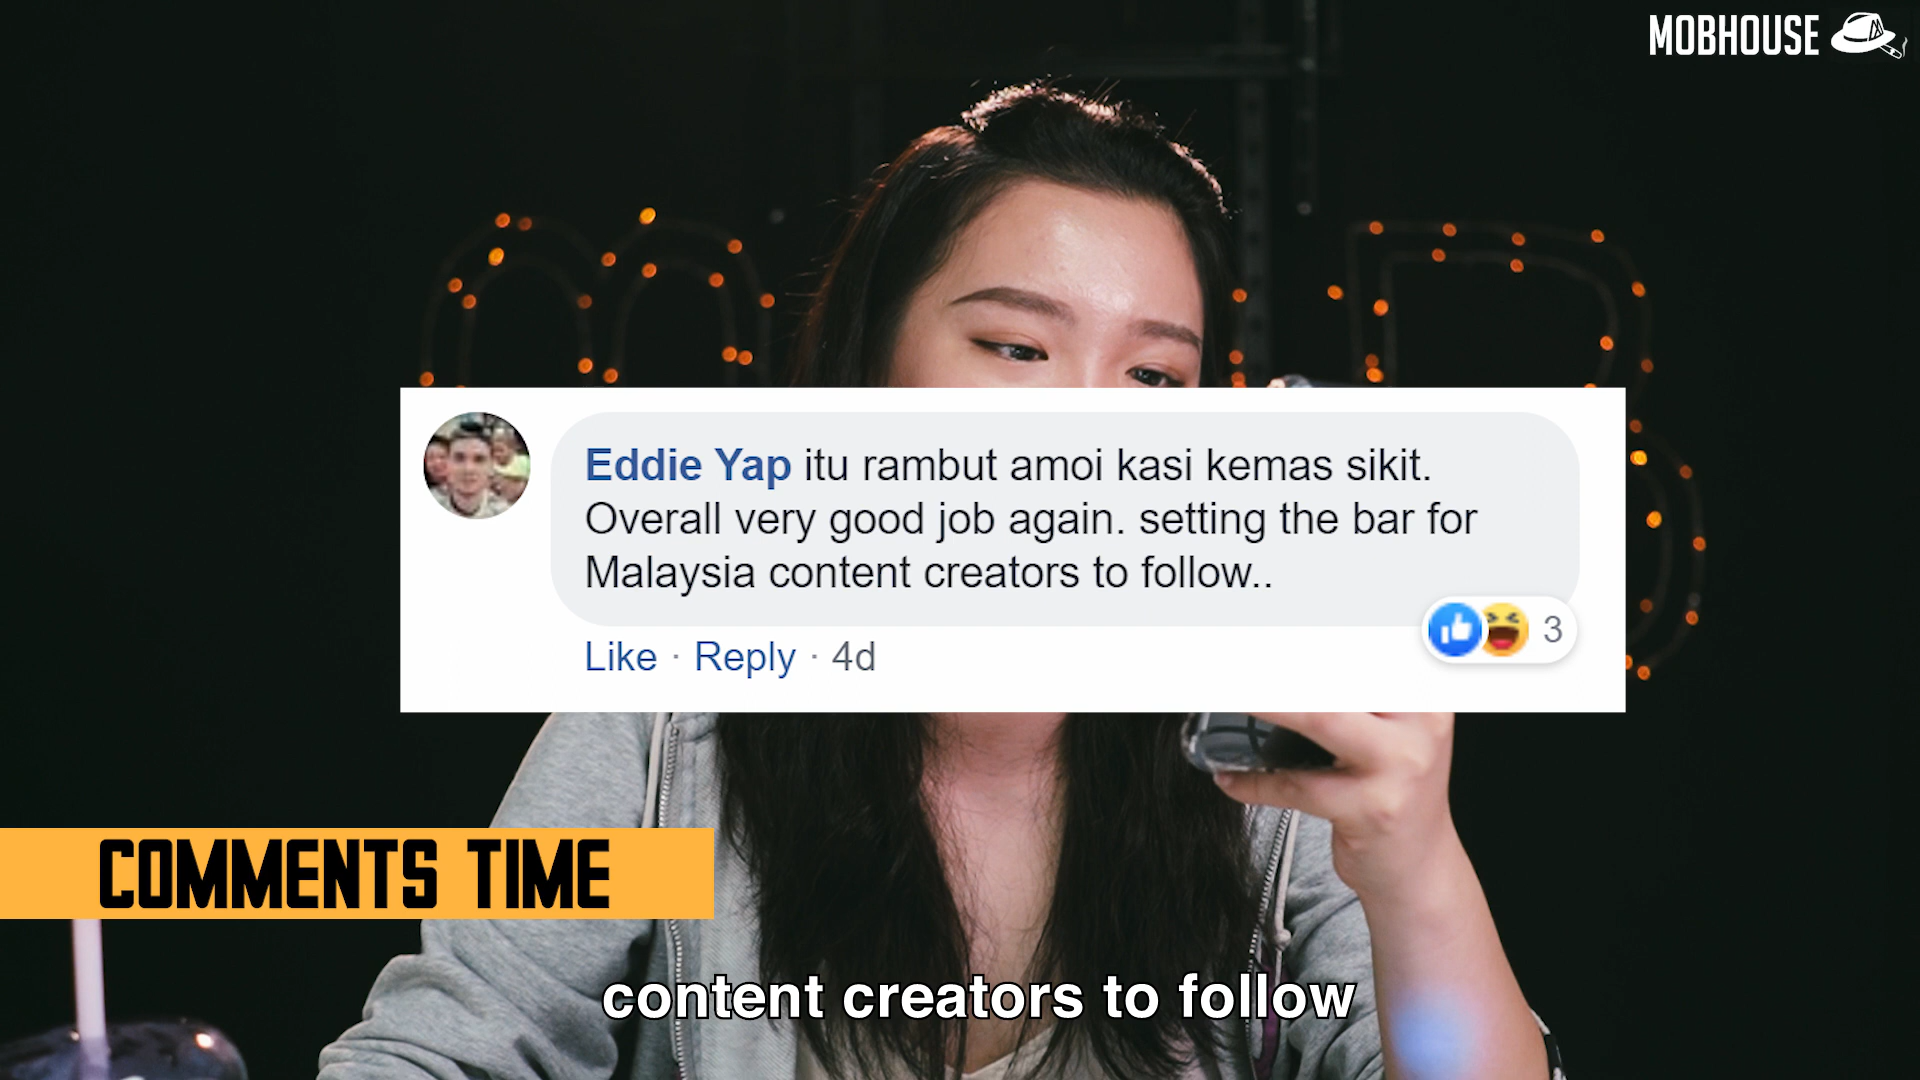 MOBHOUSE
Eddie Yap itu rambut amoi kasi kemas sikit.
Overall very good job again. setting the bar for
Malaysia content creators to follow..
Like · Reply · 4d
3
COMMENTS TIME
content creators to follow